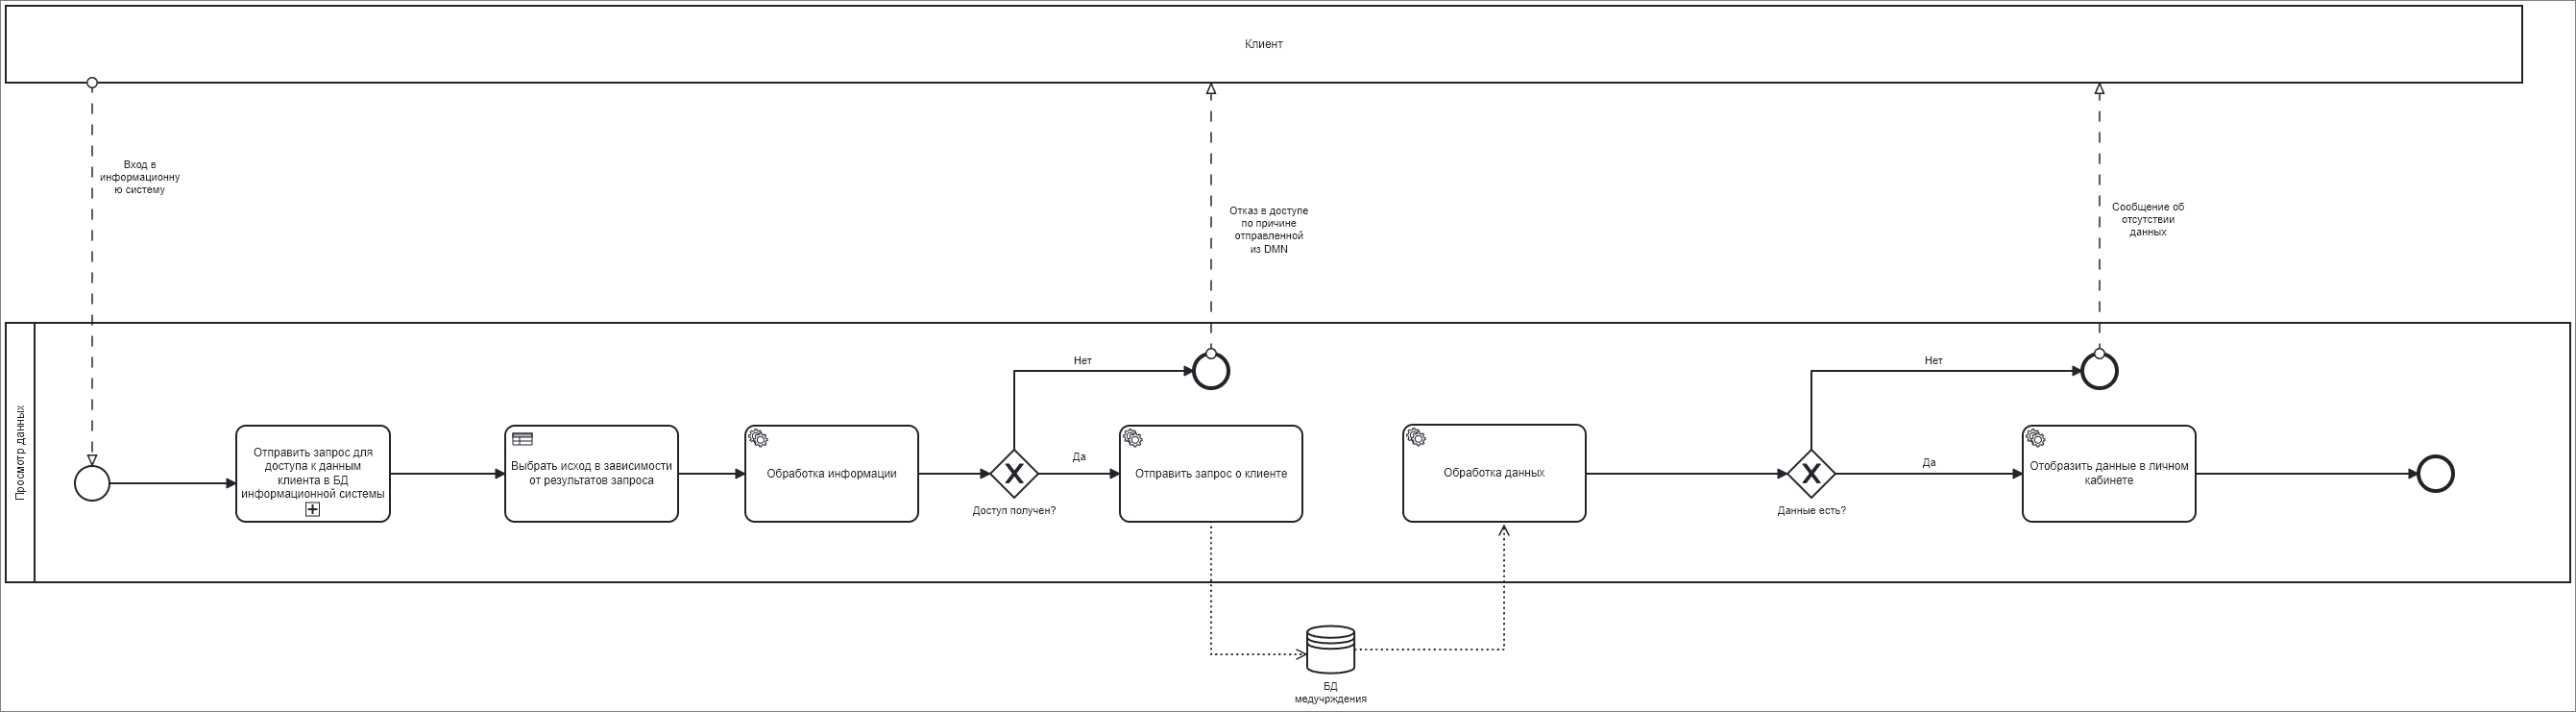 Клиент
Вход в
информационну
ю систему
Отказ в доступе
по причине
отправленной
из DMN
Сообщение об
отсутствии
данных
Просмотр данных
Нет
Нет
Отправить запрос для
доступа к данным
клиента в БД
информационной системы
Выбрать исход в зависимости
от результатов запроса
Обработка информации
Доступ получен?
Да
Отправить запрос о клиенте
Обработка данных
Данные есть?
Да
Отобразить данные в личном
кабинете
БД
медучрждения